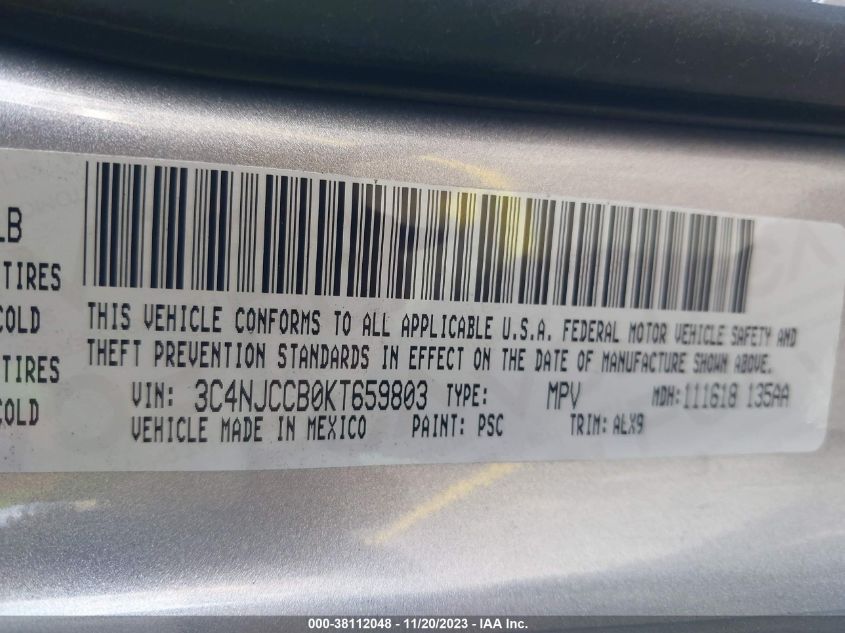 LB
TIRES
COLD
TIRES
COLD
THIS VEHICLE CONFORMS TO ALL APPLICABLE U.S.A. FEDERAL MOTOR VEHICLE SAFETY AND
THEFT PREVENTION STANDARDS IN EFFECT ON THE DATE OF MANUFACTURE SHOWN ABOVE.
VIN: 3C4NJCCB0KT659803 TYPE: MPV MDH:111618 135AA
VEHICLE MADE IN MEXICO PAINT: PSC TRIM: ALX9
000-38112048 - 11/20/2023 - IAA Inc.